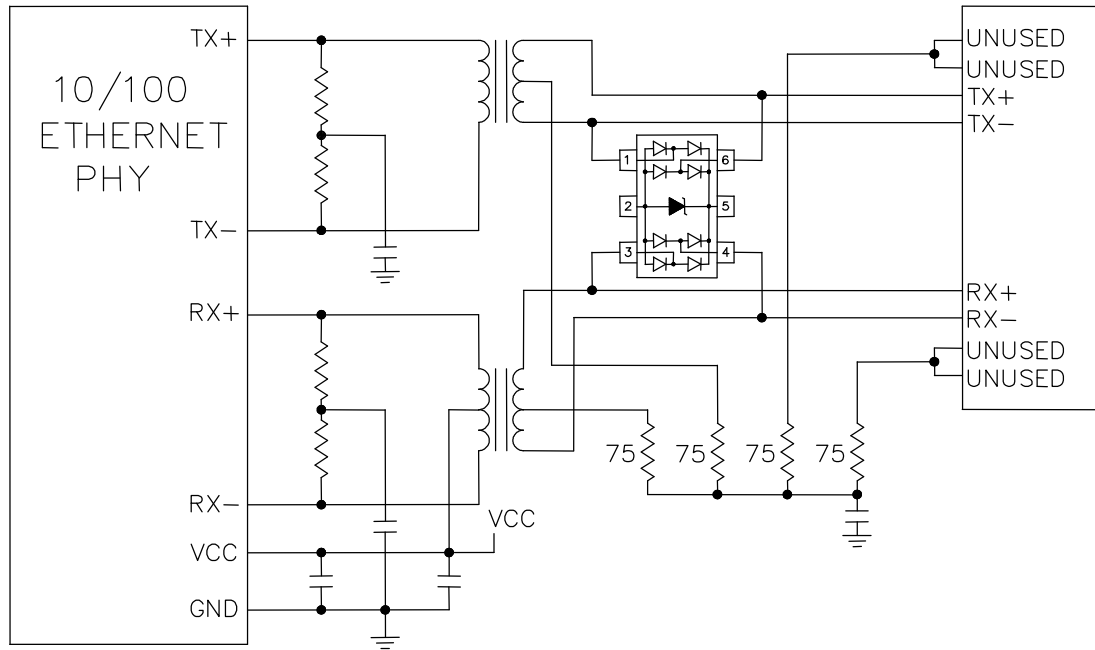 10/100
ETHERNET
PHY
TX+
TX-
RX+
RX-
VCC
GND
VCC
1
2
3
6
5
4
75
75
75
75
UNUSED
UNUSED
TX+
TX-
RX+
RX-
UNUSED
UNUSED